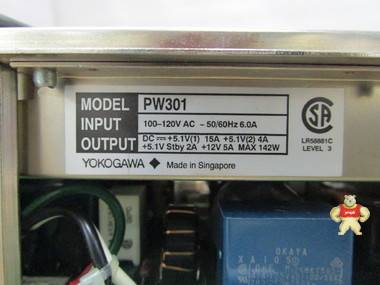 MODEL PW301
INPUT 100-120V AC ~ 50/60Hz 6.0A
OUTPUT DC⎓ +5.1V(1) 15A +5.1V(2) 4A
+5.1V Stby 2A +12V 5A MAX 142W
YOKOGAWA Made in Singapore
LR58881C
LEVEL 3
OKAYA